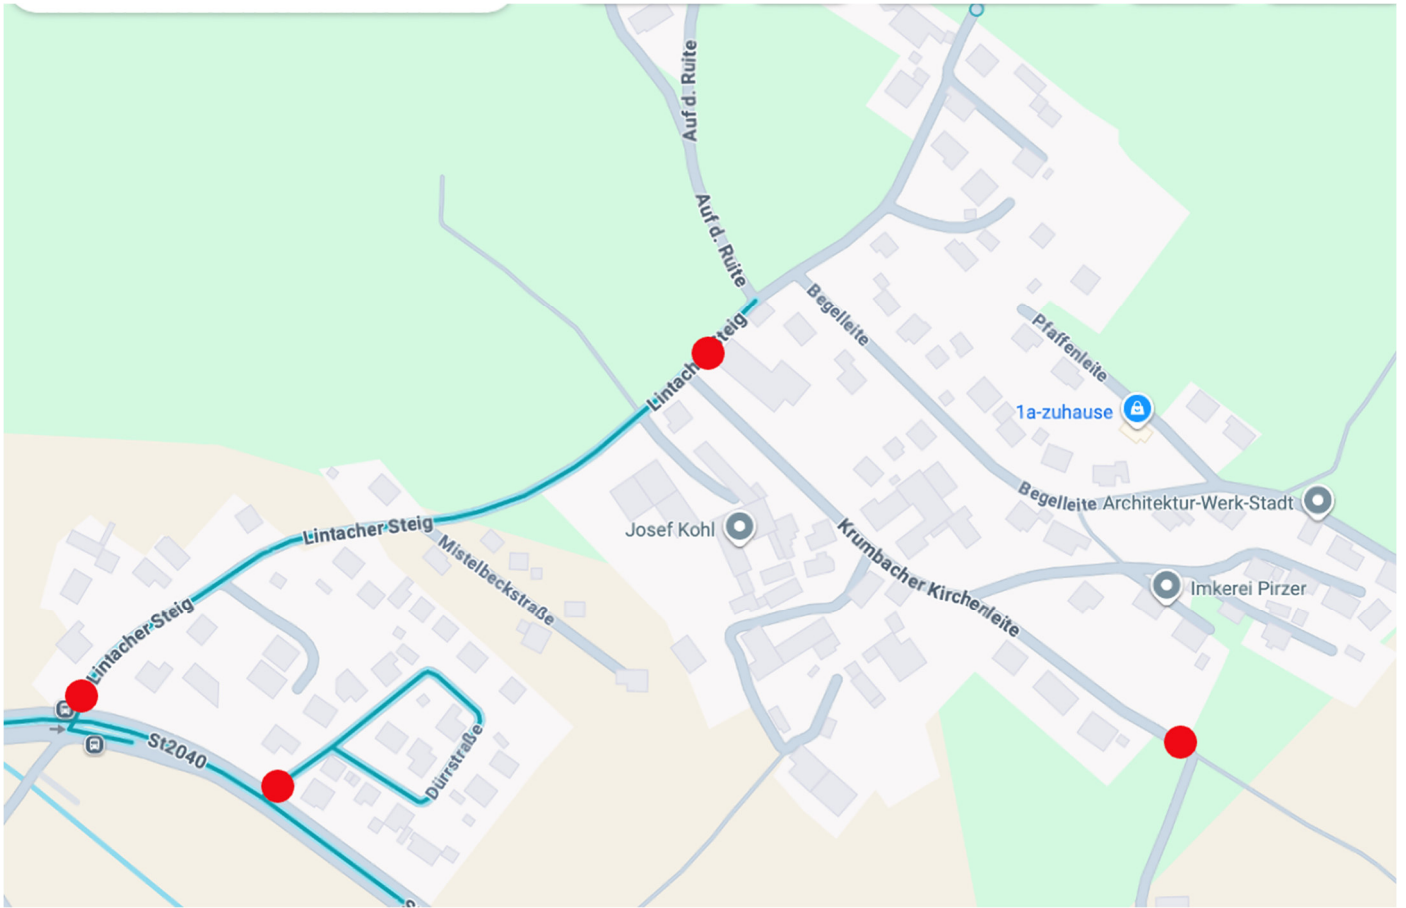 Auf d. Ruite
Auf d. Ruite
Lintacher Steig
Begelleite
Pfaffenleite
1a-zuhause
Begelleite
Architektur-Werk-Stadt
Lintacher Steig
Josef Kohl
Mistelbeckstraße
Krumbacher Kirchenleite
Imkerei Pirzer
Lintacher Steig
St2040
Dürrstraße